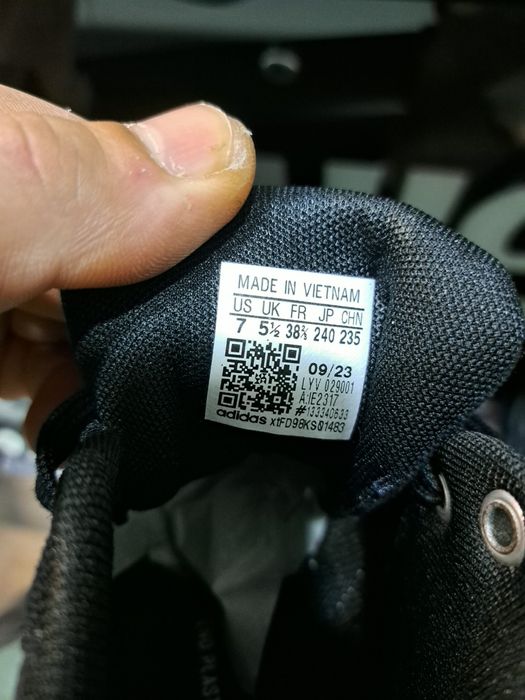 MADE IN VIETNAM
US UK FR JP CHN
7 5½ 38⅔ 240 235
09/23
LYV 029001
A:IE2317
#133340633
adidas xtFD98KS01483